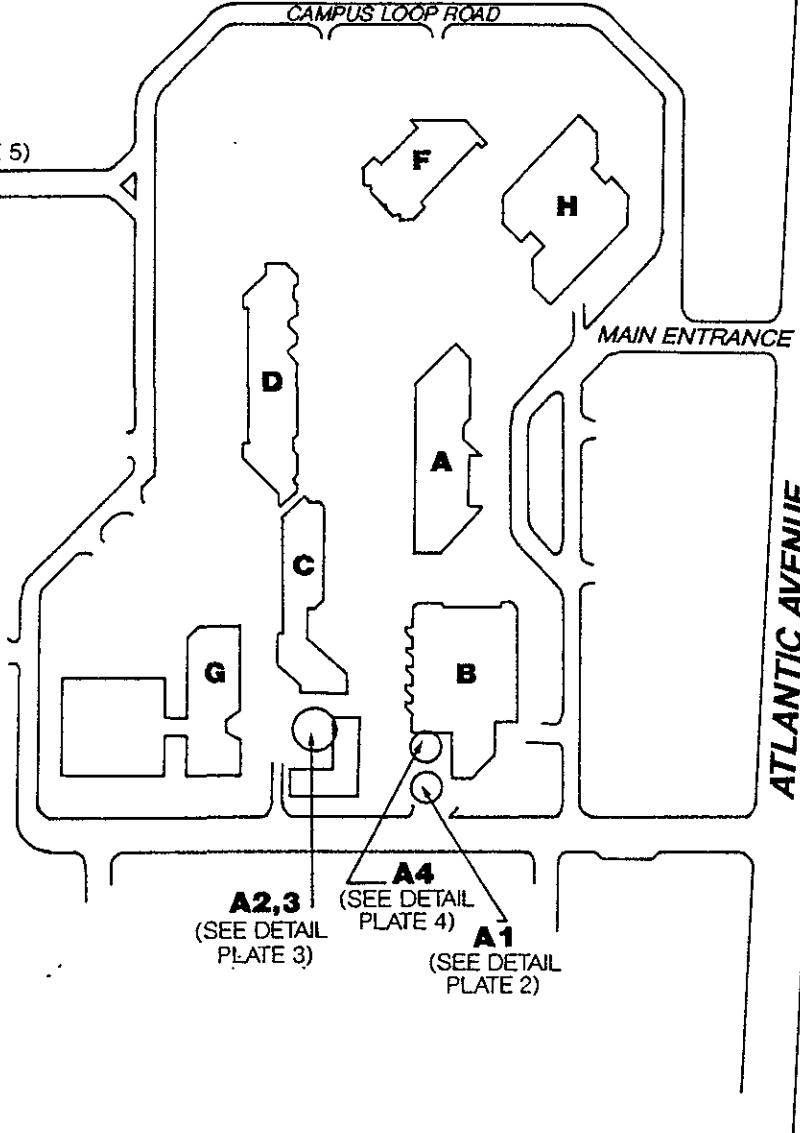 CAMPUS LOOP ROAD
5)
F
H
MAIN ENTRANCE
D
A
ATLANTIC AVENUE
C
G
B
A2,3
(SEE DETAIL
PLATE 3)
A4
(SEE DETAIL
PLATE 4)
A1
(SEE DETAIL
PLATE 2)